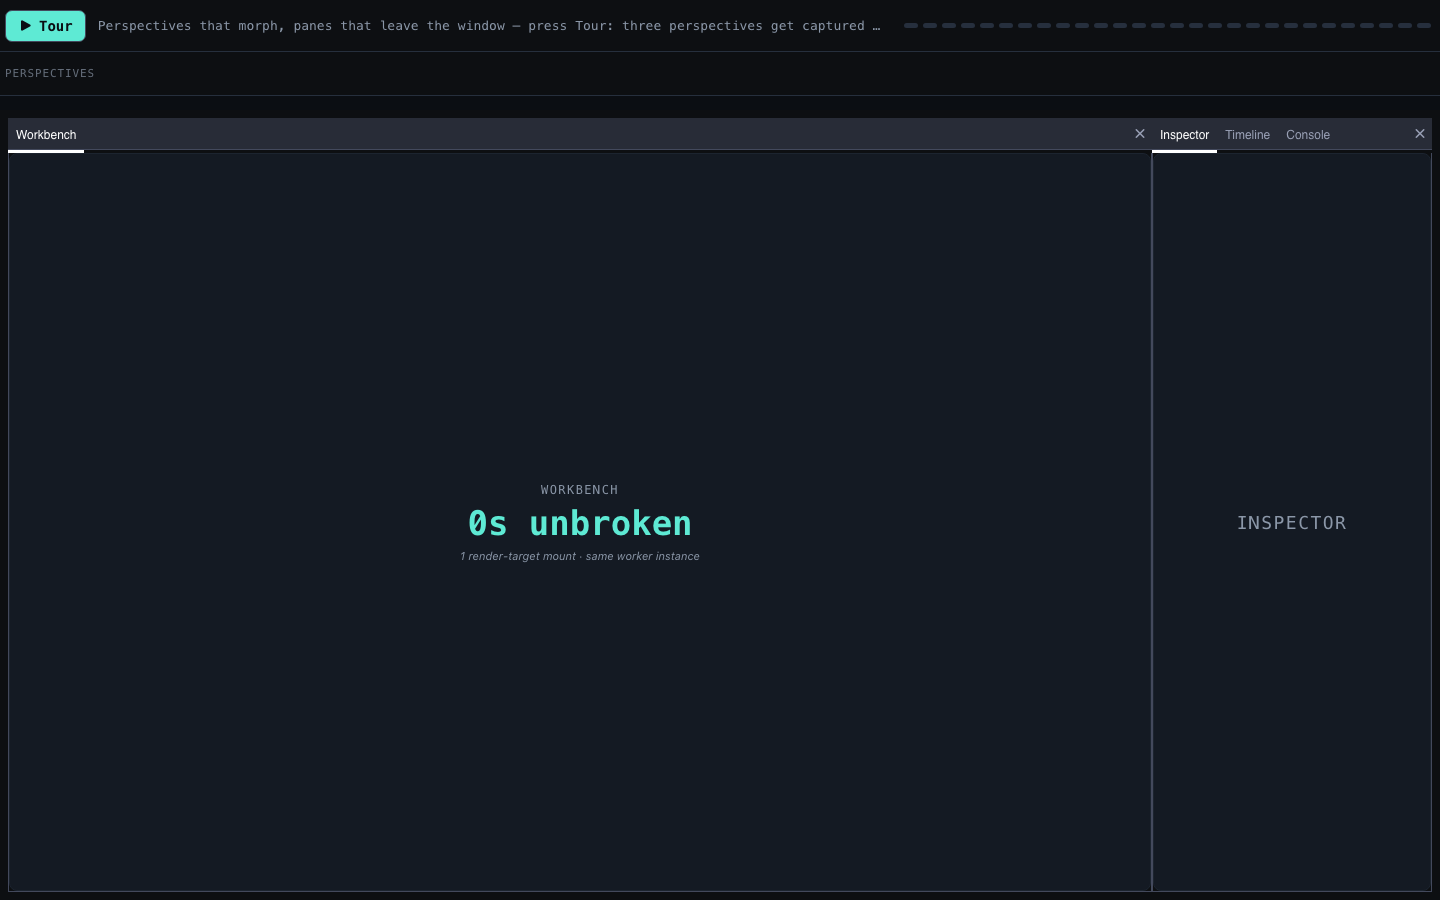 Tour
Perspectives that morph, panes that leave the window — press Tour: three perspectives get captured …
PERSPECTIVES
Workbench
Inspector Timeline Console
WORKBENCH
0s unbroken
1 render-target mount · same worker instance
INSPECTOR